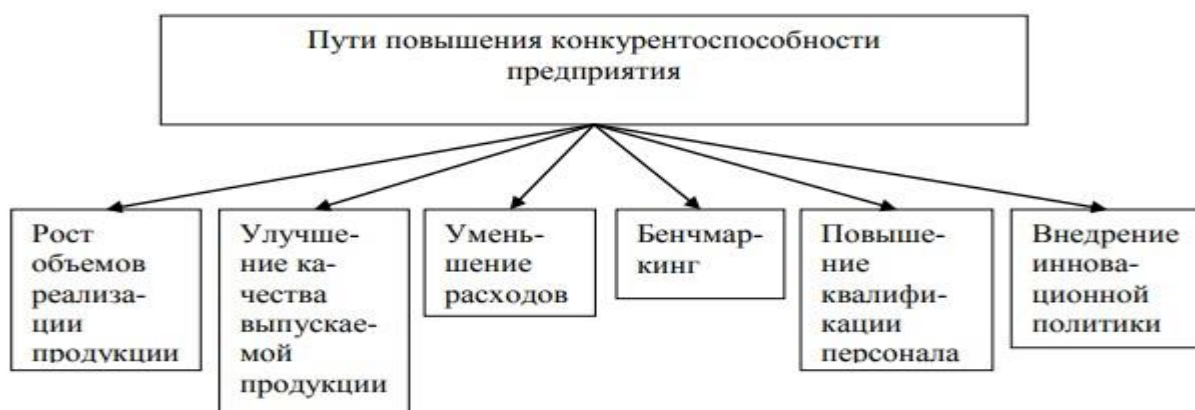 Пути повышения конкурентоспособности
предприятия
Рост
объемов
реализа-
ции
продукции
Улучше-
ние ка-
чества
выпускае-
мой
продукции
Умень-
шение
расходов
Бенчмар-
кинг
Повыше-
ние
квалифи-
кации
персонала
Внедрение
иннова-
ционной
политики